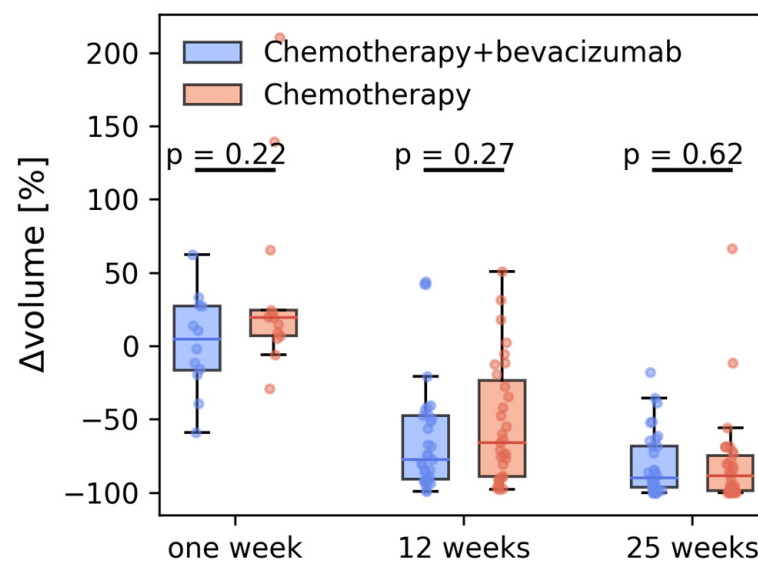 Δvolume [%]
200
150
100
50
0
−50
−100
Chemotherapy+bevacizumab
Chemotherapy
p = 0.22
p = 0.27
p = 0.62
one week
12 weeks
25 weeks